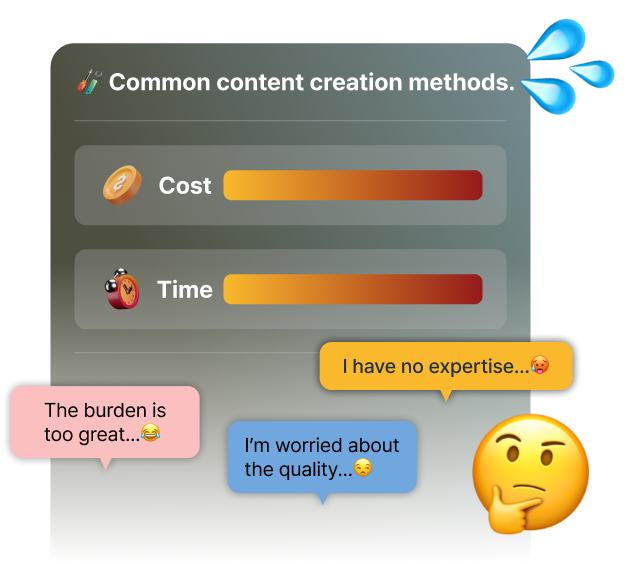 Common content creation methods.
Cost
Time
I have no expertise...
The burden is
too great...
I'm worried about
the quality...